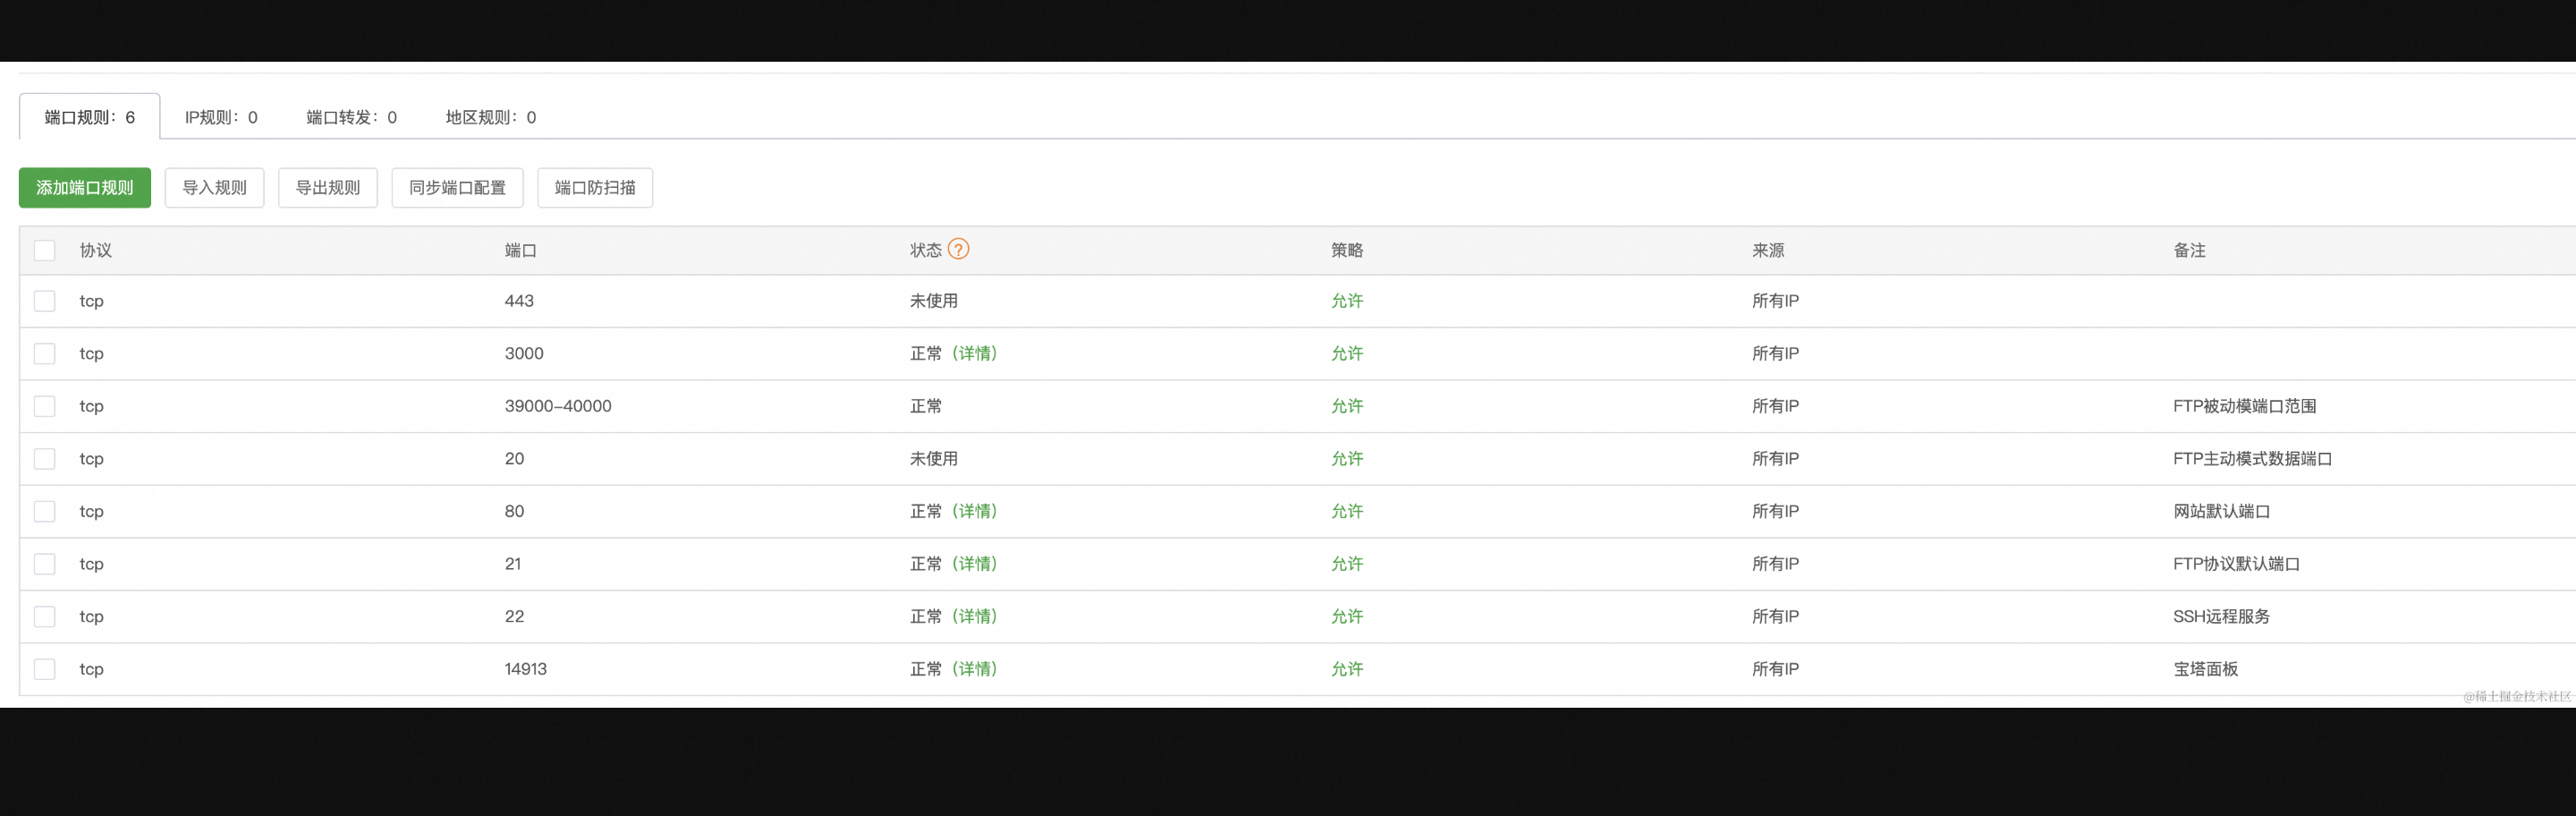 端口规则：6 IP规则：0 端口转发：0 地区规则：0
添加端口规则 导入规则 导出规则 同步端口配置 端口防扫描
协议 端口 状态 ? 策略 来源 备注
tcp 443 未使用 允许 所有IP
tcp 3000 正常 (详情) 允许 所有IP
tcp 39000-40000 正常 允许 所有IP FTP被动模端口范围
tcp 20 未使用 允许 所有IP FTP主动模式数据端口
tcp 80 正常 (详情) 允许 所有IP 网站默认端口
tcp 21 正常 (详情) 允许 所有IP FTP协议默认端口
tcp 22 正常 (详情) 允许 所有IP SSH远程服务
tcp 14913 正常 (详情) 允许 所有IP 宝塔面板
@稀土掘金技术社区